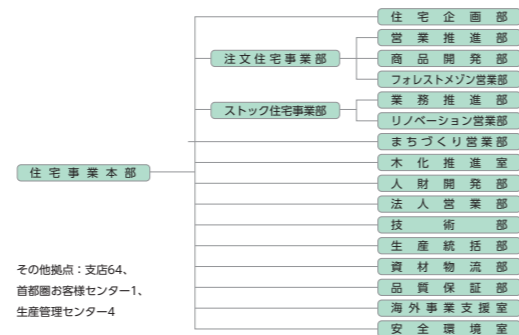 住宅企画部
営業推進部
注文住宅事業部
商品開発部
フォレストメゾン営業部
業務推進部
ストック住宅事業部
リノベーション営業部
まちづくり営業部
木化推進室
住宅事業本部
人財開発部
法人営業部
技術部
生産統括部
資材物流部
品質保証部
海外事業支援室
安全環境室
その他拠点：支店64、
首都圏お客様センター1、
生産管理センター4